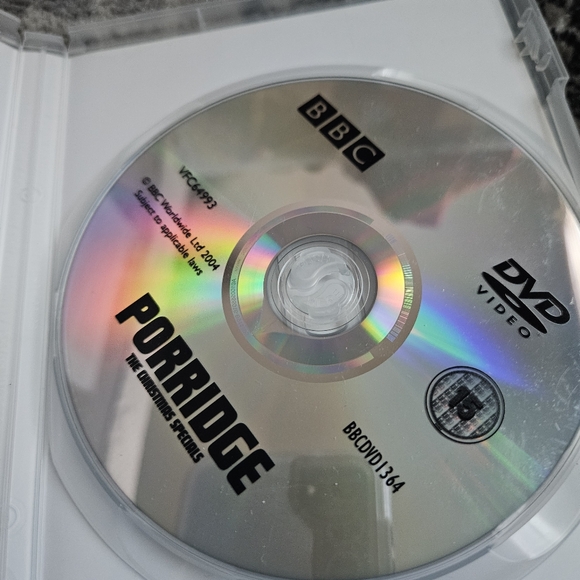 BBC
VFC64993
© BBC Worldwide Ltd 2004
Subject to applicable laws
DVD
VIDEO
PORRIDGE
THE CHRISTMAS SPECIALS
15
BBCDVD1364